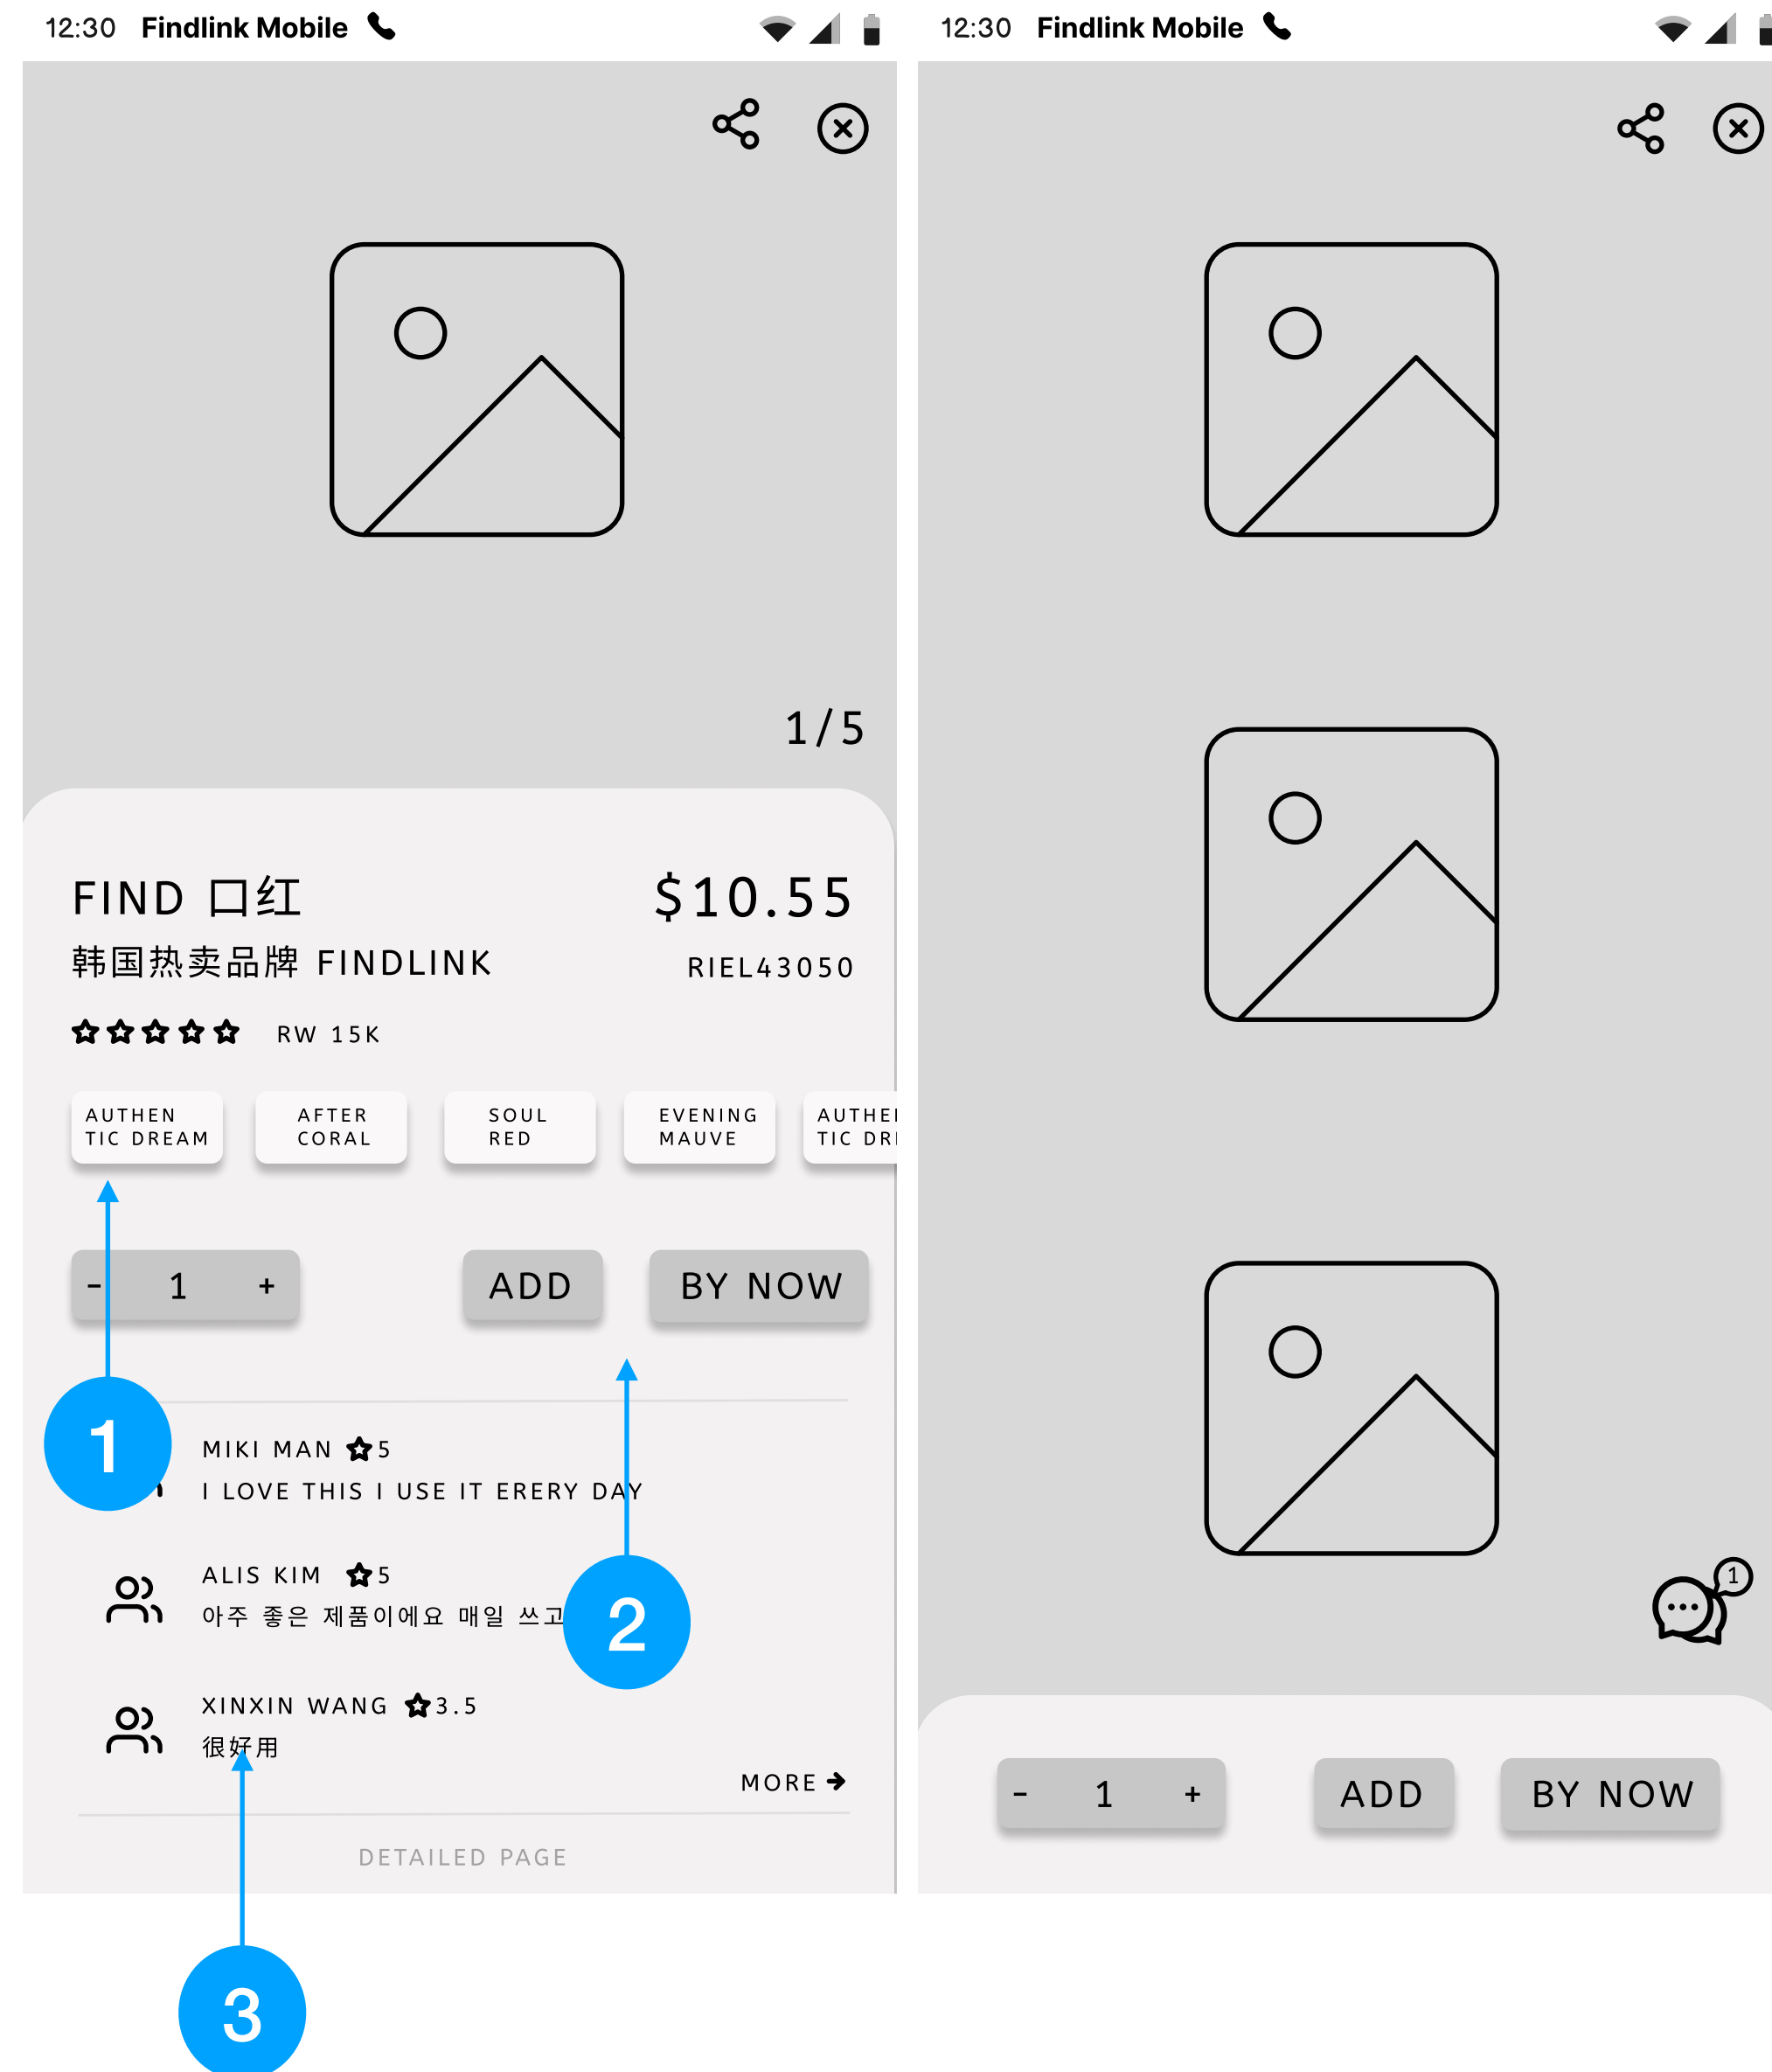 12:30 Findlink Mobile
1/5
FIND 口红 $10.55
韩国热卖品牌 FINDLINK RIEL43050
RW 15K
AUTHEN
TIC DREAM
AFTER
CORAL
SOUL
RED
EVENING
MAUVE
AUTHE
TIC DR
- 1 + ADD BY NOW
1
MIKI MAN 5
I LOVE THIS I USE IT ERERY DAY
ALIS KIM 5
아주 좋은 제품이에요 매일 쓰고
2
XINXIN WANG 3.5
很好用
MORE
DETAILED PAGE
3
12:30 Findlink Mobile
1
- 1 + ADD BY NOW